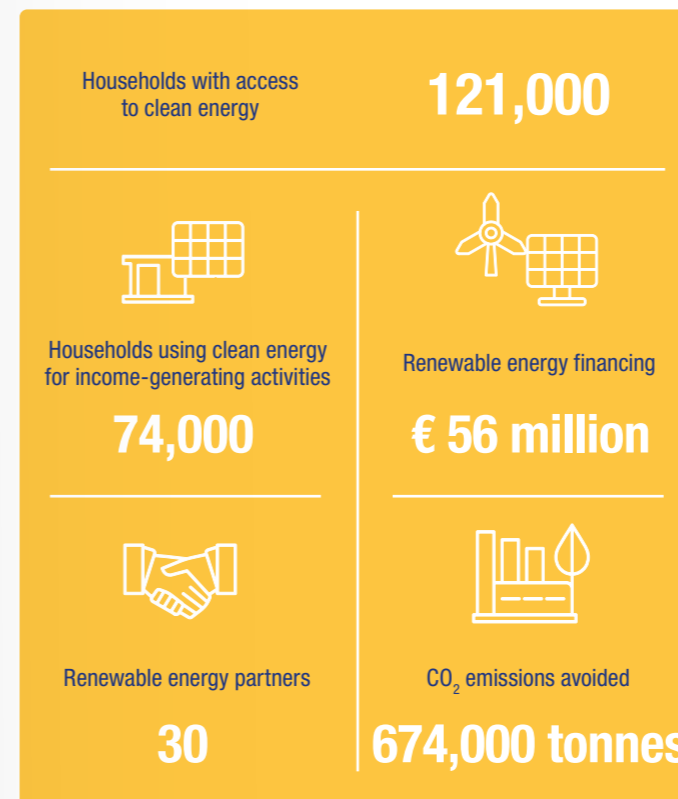 Households with access
to clean energy
121,000
Households using clean energy
for income-generating activities
74,000
Renewable energy financing
€ 56 million
Renewable energy partners
30
CO₂ emissions avoided
674,000 tonnes